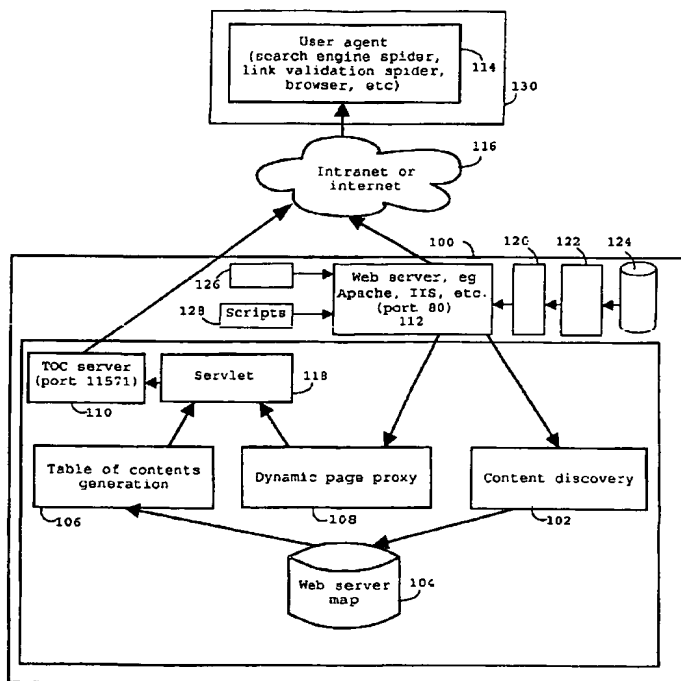 User agent
(search engine spider,
link validation spider,
browser, etc)
114
130
116
Intranet or
internet
100
120
122
124
126
Web server, eg
Apache, IIS, etc.
(port 80)
112
128
Scripts
TOC server
(port 11571)
110
Servlet
118
Table of contents
generation
106
Dynamic page proxy
108
Content discovery
102
Web server
map
104